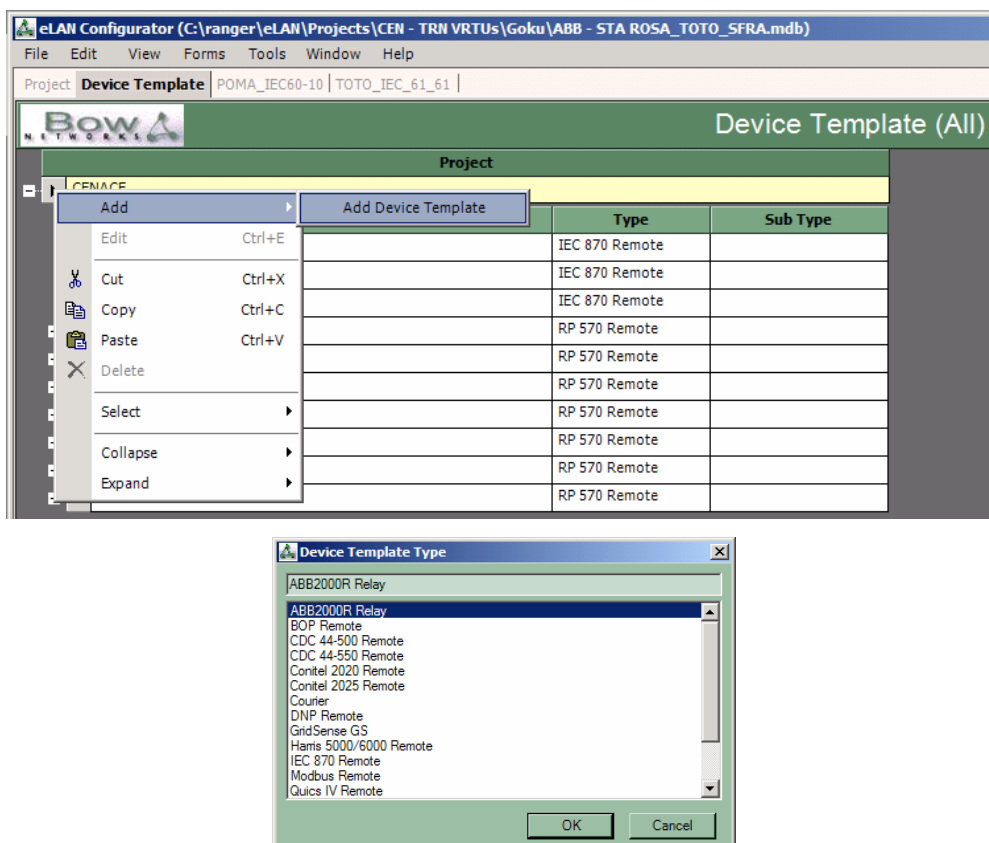 eLAN Configurator (C:\ranger\eLAN\Projects\CEN - TRN VRTUs\Goku\ABB - STA ROSA_TOTO_SFRA.mdb)
File Edit View Forms Tools Window Help
Project Device Template POMA_IEC60-10 TOTO_IEC_61_61
Bow NETWORKS Device Template (All)
Project
CENACE
Add Add Device Template
Type Sub Type
Edit Ctrl+E
IEC 870 Remote
Cut Ctrl+X
IEC 870 Remote
Copy Ctrl+C
IEC 870 Remote
Paste Ctrl+V
RP 570 Remote
Delete
RP 570 Remote
RP 570 Remote
Select
RP 570 Remote
Collapse
RP 570 Remote
Expand
RP 570 Remote
RP 570 Remote
Device Template Type
ABB2000R Relay
ABB2000R Relay
BOP Remote
CDC 44-500 Remote
CDC 44-550 Remote
Conitel 2020 Remote
Conitel 2025 Remote
Courier
DNP Remote
GridSense GS
Harris 5000/6000 Remote
IEC 870 Remote
Modbus Remote
Quics IV Remote
OK Cancel